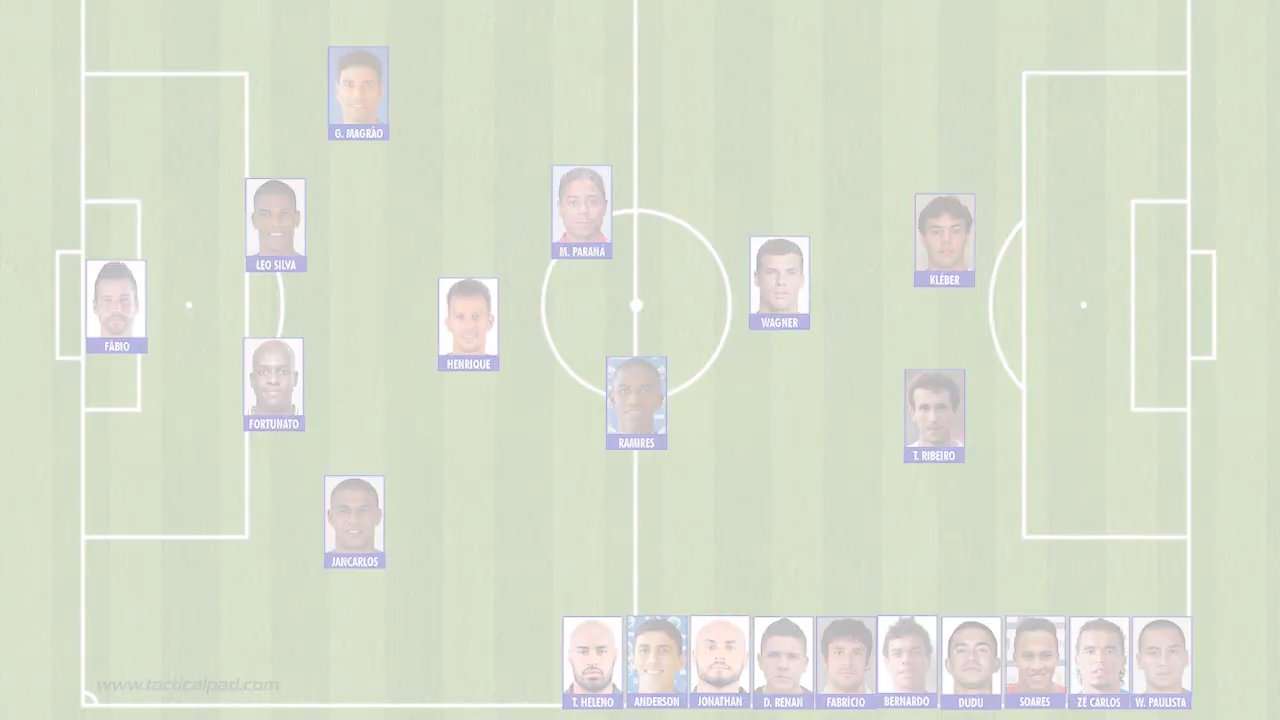 G. MAGRÃO
M. PARANÁ
LEO SILVA
KLÉBER
WAGNER
FÁBIO
HENRIQUE
FORTUNATO
RAMIRES
T. RIBEIRO
JANCARLOS
www.tacticalpad.com
T. HELENO
ANDERSON
JONATHAN
D. RENAN
FABRÍCIO
BERNARDO
DUDU
SOARES
ZÉ CARLOS
W. PAULISTA